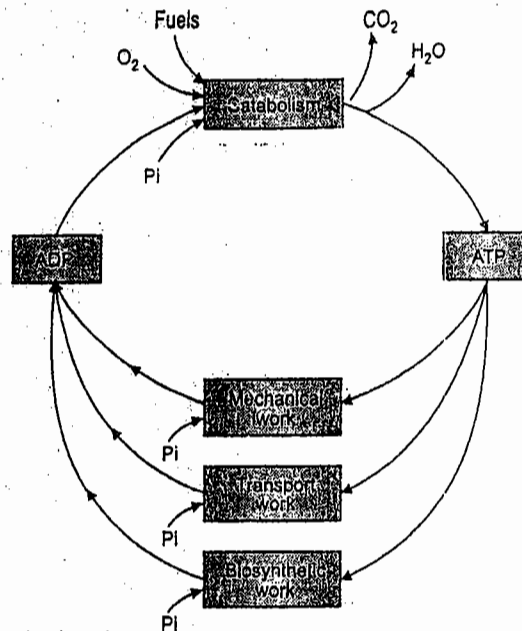 Fuels
CO2
O2
H2O
Catabolism
Pi
ADP
ATP
Mechanical
work
Pi
Transport
work
Pi
Biosynthetic
work
Pi